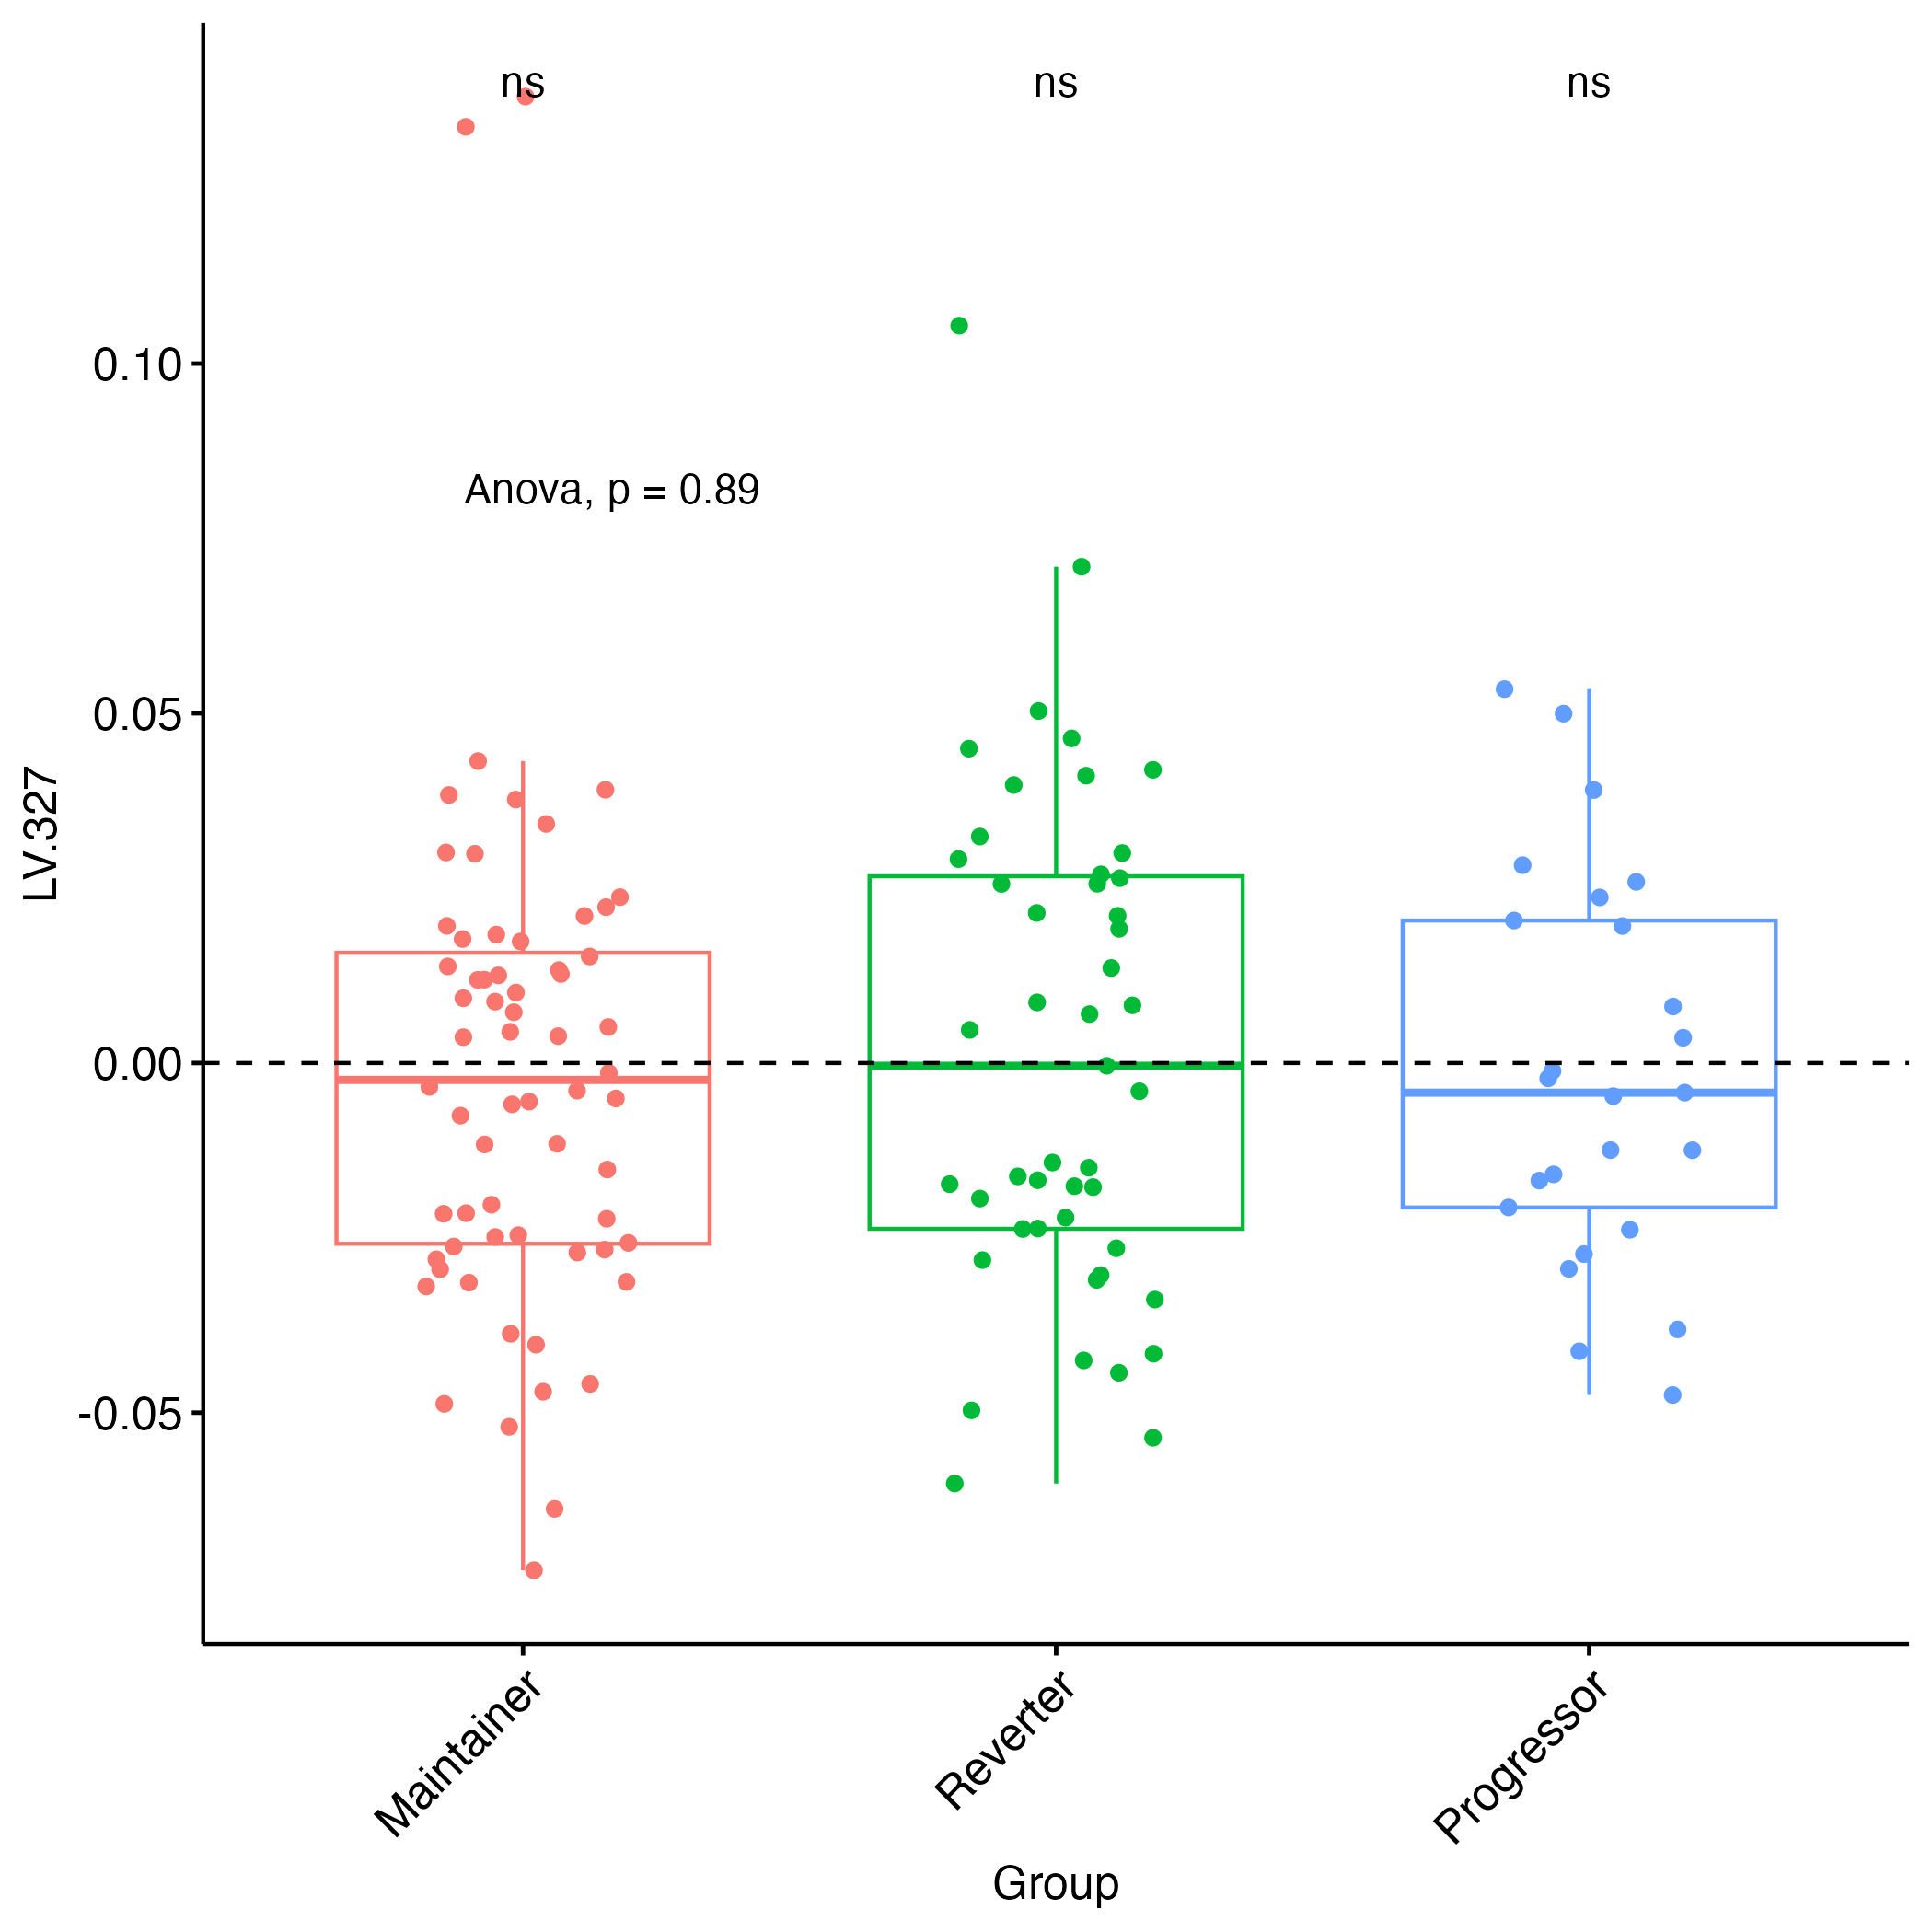 ns ns ns
Anova, p = 0.89
0.10
0.05
0.00
-0.05
LV.327
Maintainer Reverter Progressor
Group